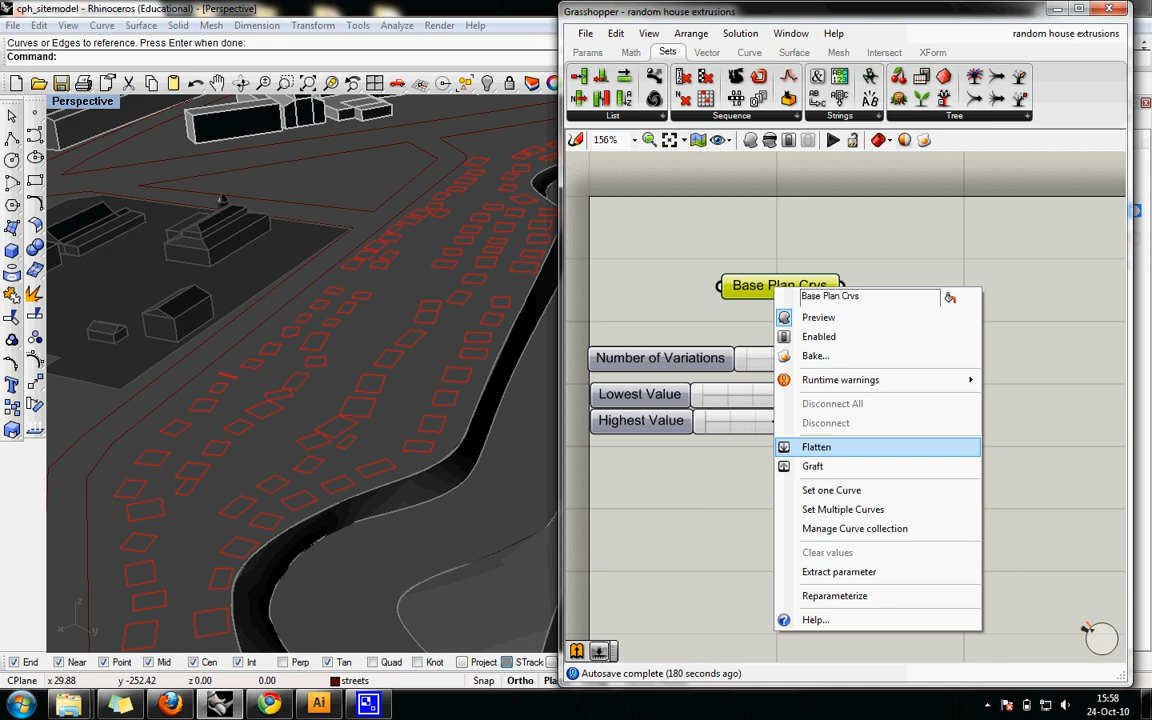 cph_sitemodel - Rhinoceros (Educational) - [Perspective]
File Edit View Curve Surface Solid Mesh Dimension Transform Tools Analyze Render Help
Curves or Edges to reference. Press Enter when done:
Command:
Perspective
z
x
y
End Near Point Mid Cen Int Perp Tan Quad Knot Project STrack
CPlane x 29.88 y -252.42 z 0.00 0.00 streets Snap Ortho
Grasshopper - random house extrusions
File Edit View Arrange Solution Window Help random house extrusions
Params Math Sets Vector Curve Surface Mesh Intersect XForm
List Sequence Strings Tree
156%
Base Plan Crvs
Number of Variations
Lowest Value
Highest Value
Base Plan Crvs
Preview
Enabled
Bake...
Runtime warnings
Disconnect All
Disconnect
Flatten
Graft
Set one Curve
Set Multiple Curves
Manage Curve collection
Clear values
Extract parameter
Reparameterize
Help...
Autosave complete (180 seconds ago)
Ai
15:58
24-Oct-10